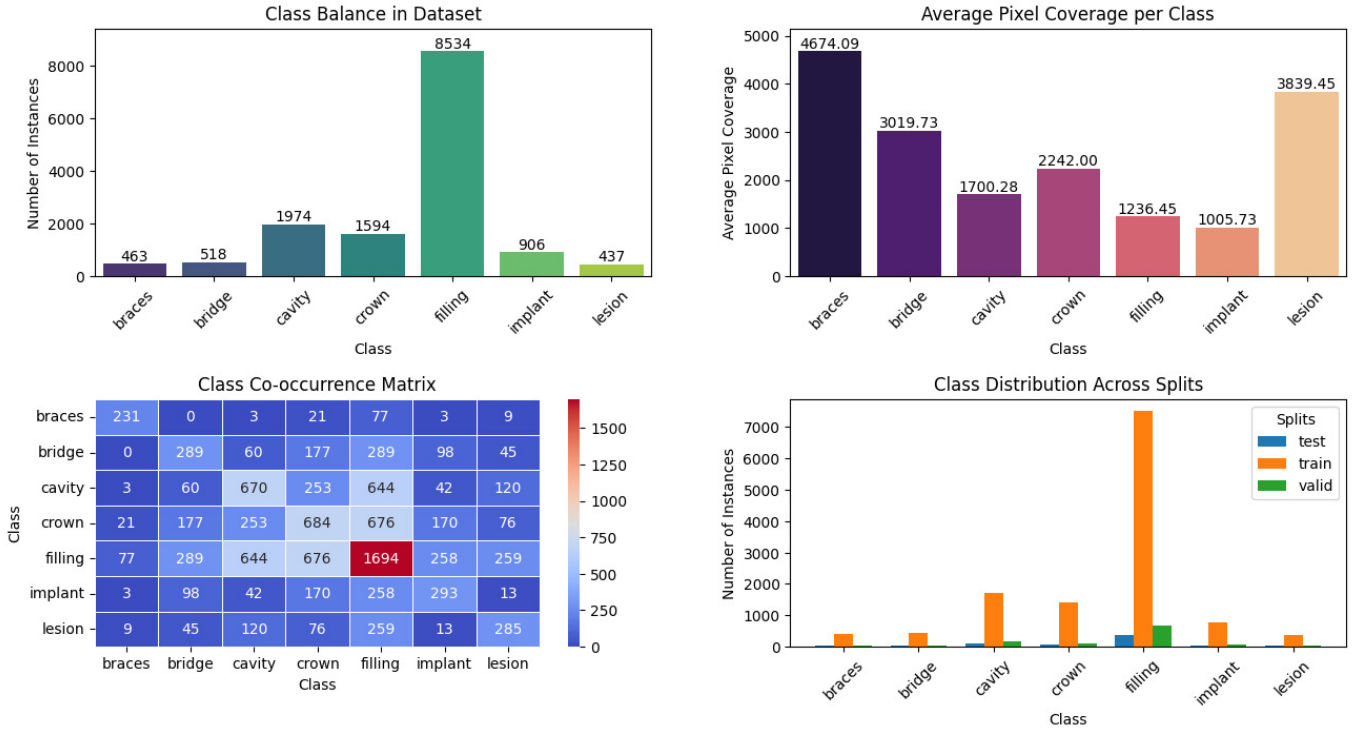 Class Balance in Dataset
Number of Instances
8000
6000
4000
2000
0
463
518
1974
1594
8534
906
437
braces
bridge
cavity
crown
filling
implant
lesion
Class
Average Pixel Coverage per Class
Average Pixel Coverage
5000
4000
3000
2000
1000
0
4674.09
3019.73
1700.28
2242.00
1236.45
1005.73
3839.45
braces
bridge
cavity
crown
filling
implant
lesion
Class
Class Co-occurrence Matrix
Class
braces 231 0 3 21 77 3 9
bridge 0 289 60 177 289 98 45
cavity 3 60 670 253 644 42 120
crown 21 177 253 684 676 170 76
filling 77 289 644 676 1694 258 259
implant 3 98 42 170 258 293 13
lesion 9 45 120 76 259 13 285
braces bridge cavity crown filling implant lesion
Class
1500
1250
1000
750
500
250
0
Class Distribution Across Splits
Number of Instances
7000
6000
5000
4000
3000
2000
1000
0
Splits
test
train
valid
braces
bridge
cavity
crown
filling
implant
lesion
Class